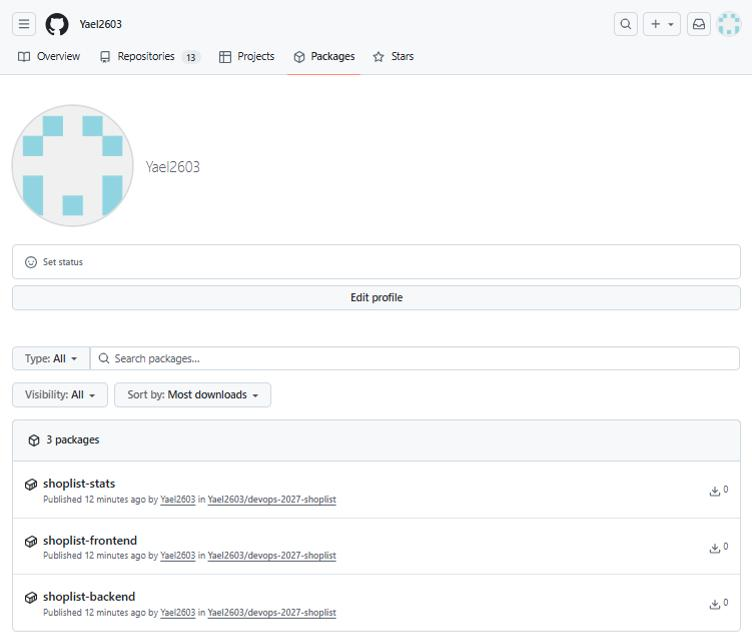 Yael2603
Overview Repositories 13 Projects Packages Stars
Yael2603
Set status
Edit profile
Type: All Search packages...
Visibility: All Sort by: Most downloads
3 packages
shoplist-stats
Published 12 minutes ago by Yael2603 in Yael2603/devops-2027-shoplist 0
shoplist-frontend
Published 12 minutes ago by Yael2603 in Yael2603/devops-2027-shoplist 0
shoplist-backend
Published 12 minutes ago by Yael2603 in Yael2603/devops-2027-shoplist 0